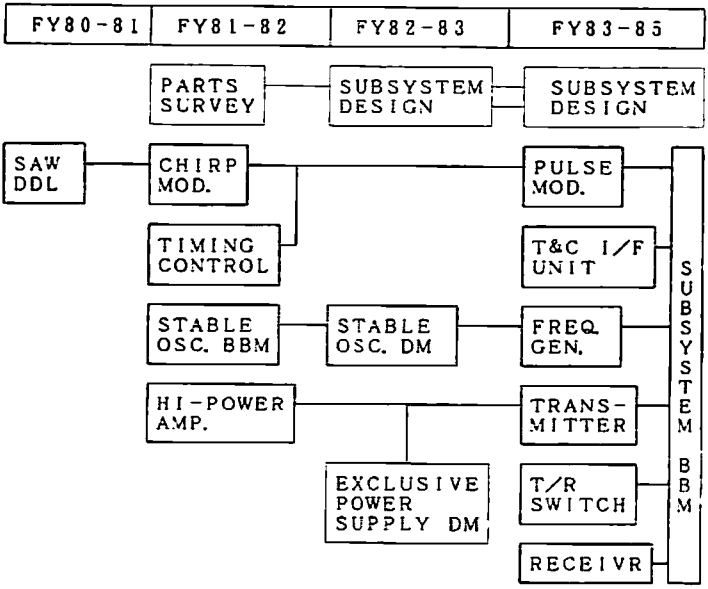 FY80-81 FY81-82 FY82-83 FY83-85
PARTS
SURVEY
SUBSYSTEM
DESIGN
SUBSYSTEM
DESIGN
SAW
DDL
CHIRP
MOD.
PULSE
MOD.
TIMING
CONTROL
T&C I/F
UNIT
STABLE
OSC. BBM
STABLE
OSC. DM
FREQ.
GEN.
HI-POWER
AMP.
TRANS-
MITTER
EXCLUSIVE
POWER
SUPPLY DM
T/R
SWITCH
RECEIVR
SUBSYSTEM BBM